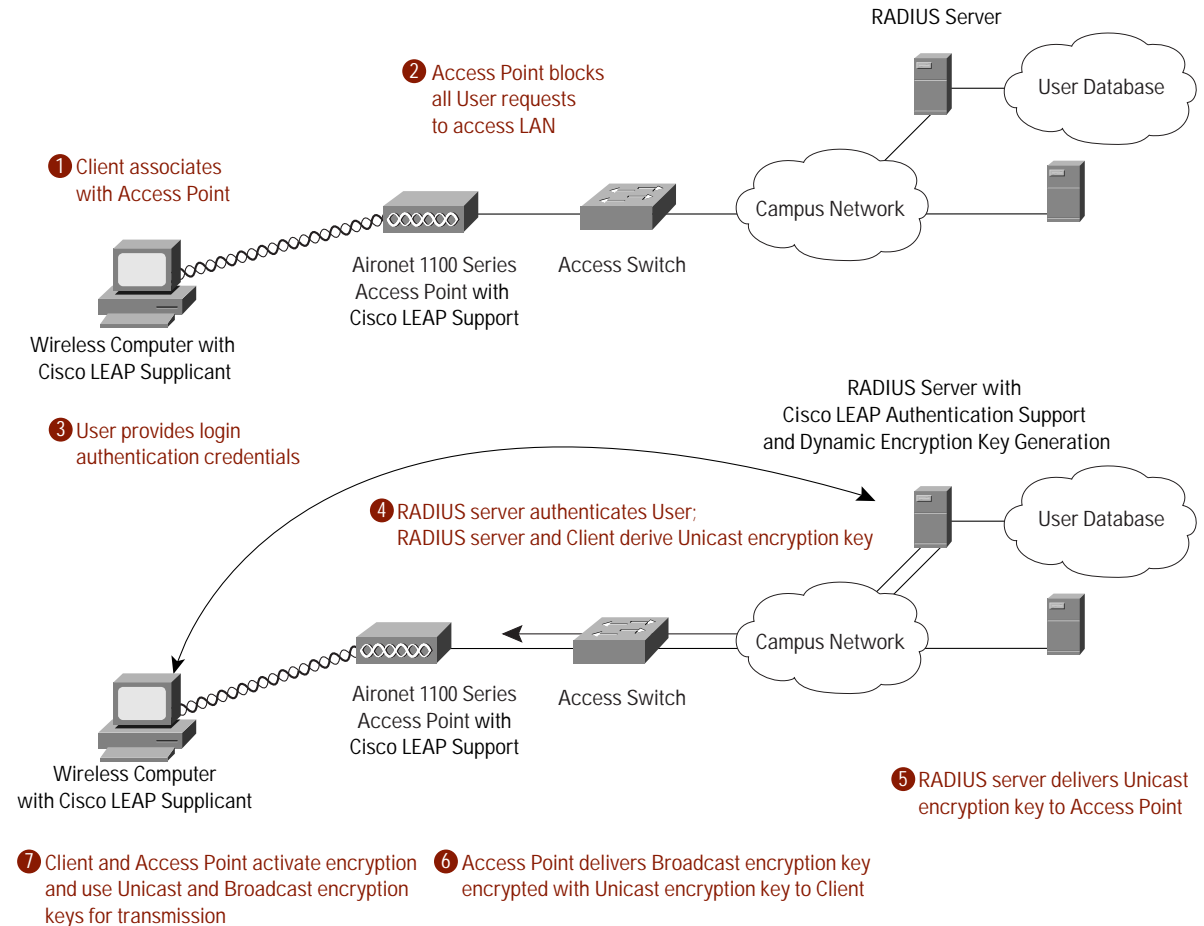 RADIUS Server
2 Access Point blocks
all User requests
to access LAN
User Database
1 Client associates
with Access Point
Campus Network
Aironet 1100 Series
Access Point with
Cisco LEAP Support
Access Switch
Wireless Computer with
Cisco LEAP Supplicant
RADIUS Server with
Cisco LEAP Authentication Support
and Dynamic Encryption Key Generation
3 User provides login
authentication credentials
4 RADIUS server authenticates User;
RADIUS server and Client derive Unicast encryption key
User Database
Campus Network
Aironet 1100 Series
Access Point with
Cisco LEAP Support
Access Switch
Wireless Computer
with Cisco LEAP Supplicant
5 RADIUS server delivers Unicast
encryption key to Access Point
7 Client and Access Point activate encryption
and use Unicast and Broadcast encryption
keys for transmission
6 Access Point delivers Broadcast encryption key
encrypted with Unicast encryption key to Client